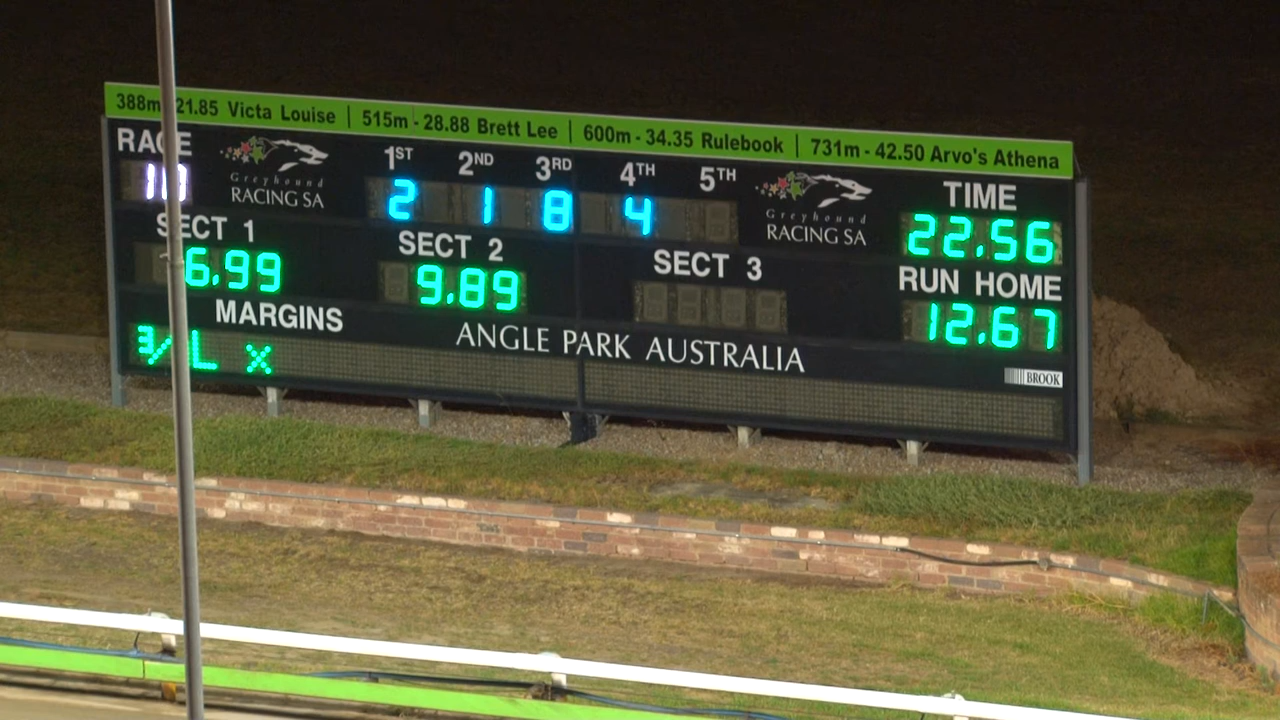 388m 21.85 Victa Louise | 515m - 28.88 Brett Lee | 600m - 34.35 Rulebook | 731m - 42.50 Arvo's Athena
RACE
Greyhound
RACING SA
1ST 2ND 3RD 4TH 5TH
2 1 8 4
Greyhound
RACING SA
TIME
22.56
SECT 1
6.99
SECT 2
9.89
SECT 3
RUN HOME
12.67
MARGINS
L x
ANGLE PARK AUSTRALIA
BROOK